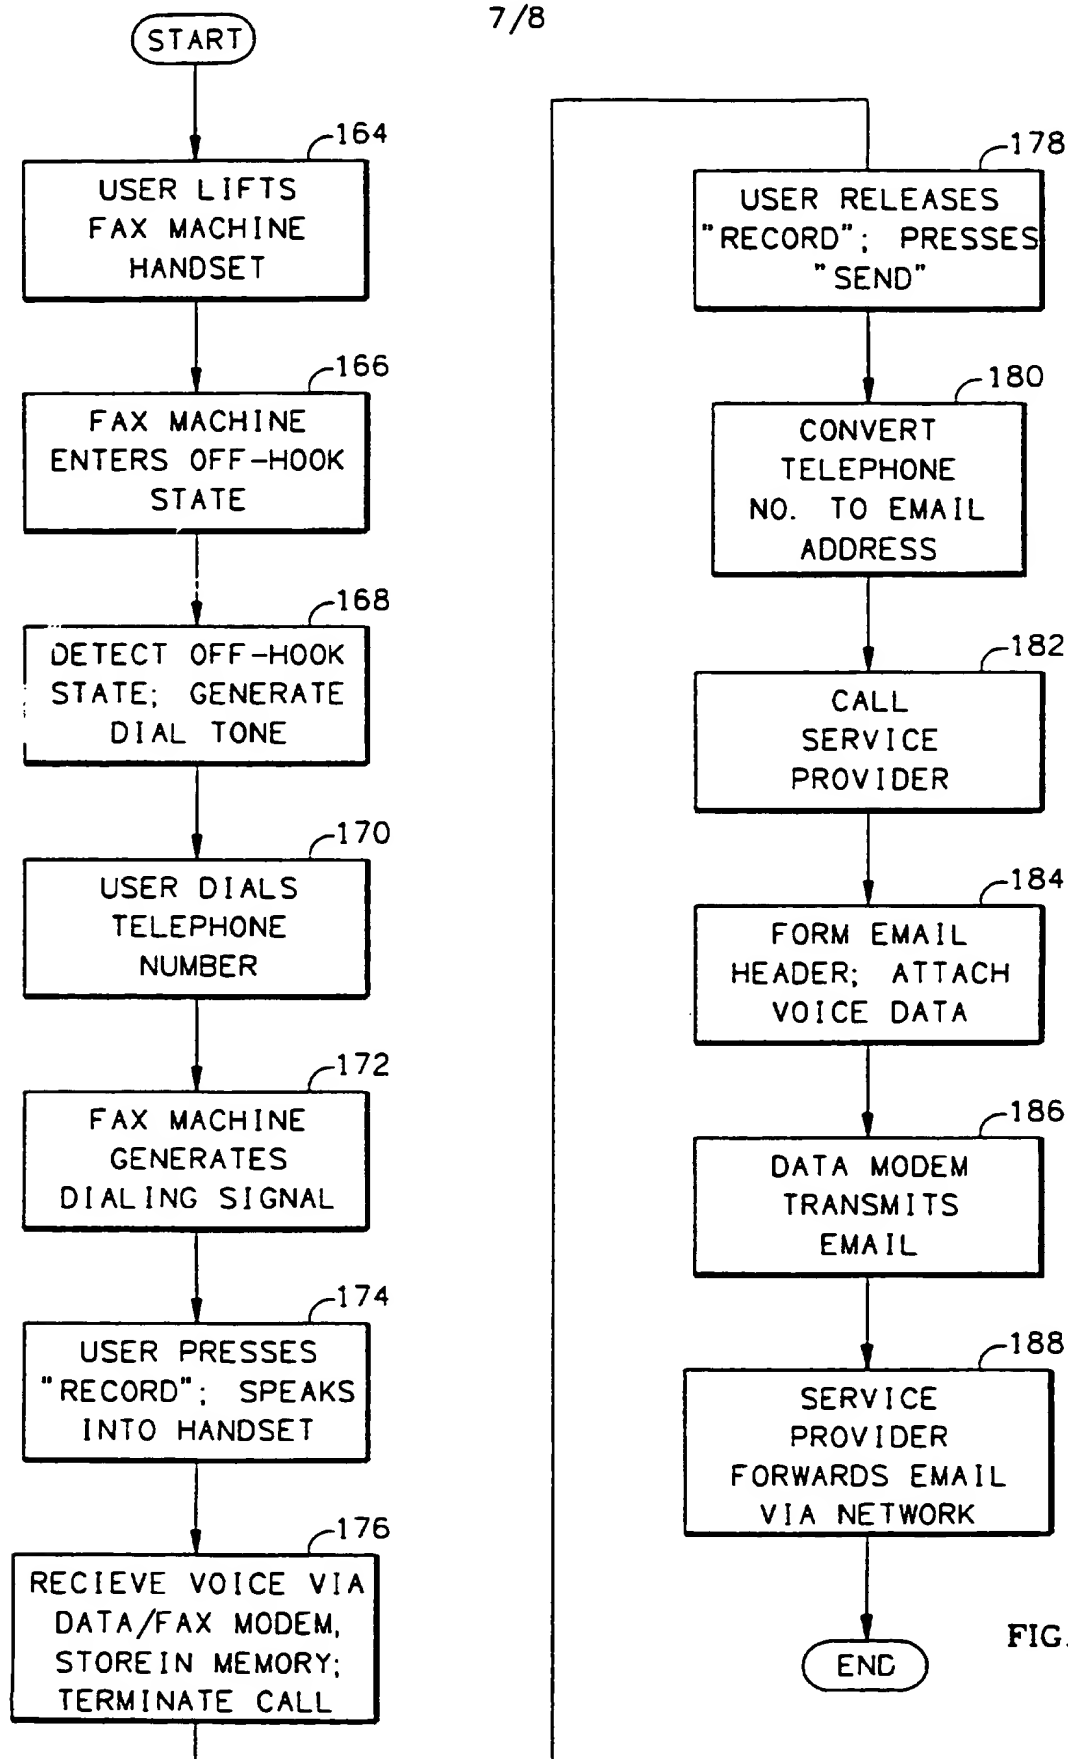 7/8
START
164
USER LIFTS
FAX MACHINE
HANDSET
166
FAX MACHINE
ENTERS OFF-HOOK
STATE
168
DETECT OFF-HOOK
STATE; GENERATE
DIAL TONE
170
USER DIALS
TELEPHONE
NUMBER
172
FAX MACHINE
GENERATES
DIALING SIGNAL
174
USER PRESSES
"RECORD"; SPEAKS
INTO HANDSET
176
RECIEVE VOICE VIA
DATA/FAX MODEM,
STOREIN MEMORY;
TERMINATE CALL
178
USER RELEASES
"RECORD"; PRESSES
"SEND"
180
CONVERT
TELEPHONE
NO. TO EMAIL
ADDRESS
182
CALL
SERVICE
PROVIDER
184
FORM EMAIL
HEADER; ATTACH
VOICE DATA
186
DATA MODEM
TRANSMITS
EMAIL
188
SERVICE
PROVIDER
FORWARDS EMAIL
VIA NETWORK
END
FIG.